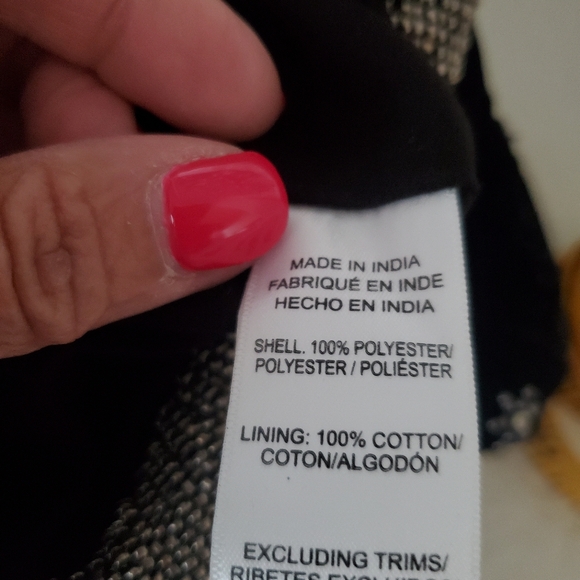 MADE IN INDIA
FABRIQUÉ EN INDE
HECHO EN INDIA
SHELL. 100% POLYESTER/
POLYESTER / POLIÉSTER
LINING: 100% COTTON/
COTON/ALGODÓN
EXCLUDING TRIMS/
RIBETES